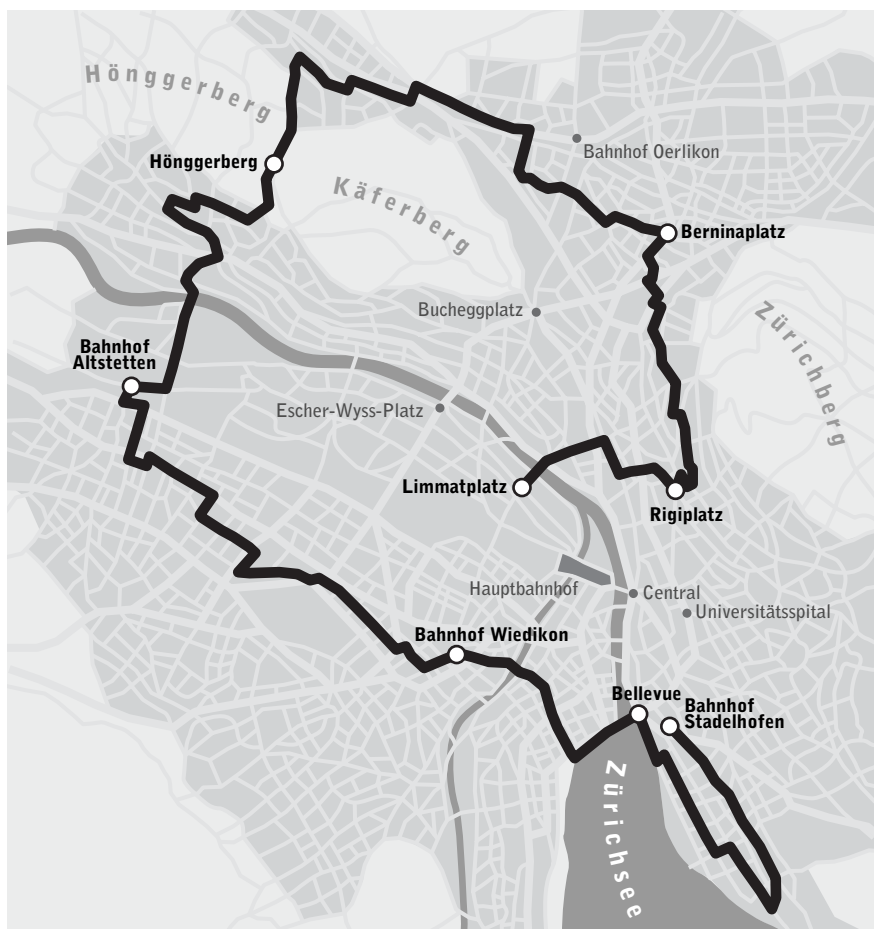 Hönggerberg
Hönggerberg
Käferberg
Bahnhof Oerlikon
Berninaplatz
Bucheggplatz
Zürichberg
Bahnhof
Altstetten
Escher-Wyss-Platz
Limmatplatz
Rigiplatz
Hauptbahnhof
Central
Universitätsspital
Bahnhof Wiedikon
Bellevue
Bahnhof
Stadelhofen
Zürichsee